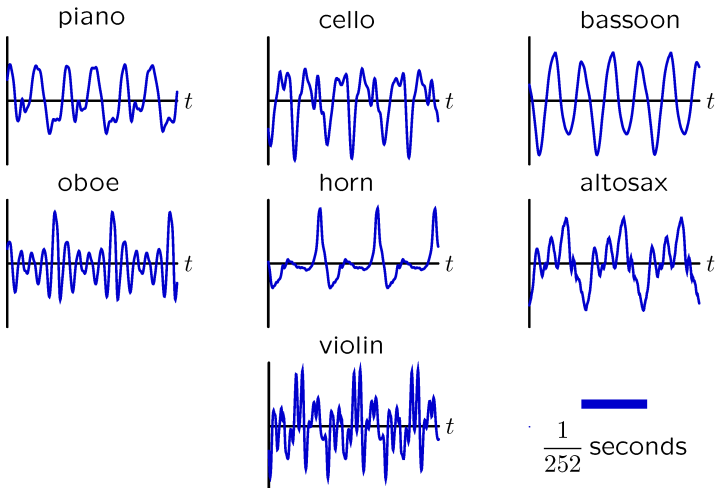 piano
cello
bassoon
t
t
t
oboe
horn
altosax
t
t
t
violin
t
1
252
seconds